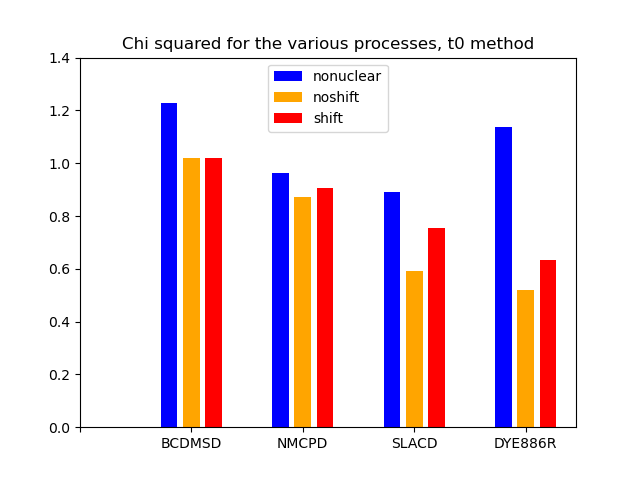 Chi squared for the various processes, t0 method
1.4
1.2
1.0
0.8
0.6
0.4
0.2
0.0
nonuclear
noshift
shift
BCDMSD
NMCPD
SLACD
DYE886R